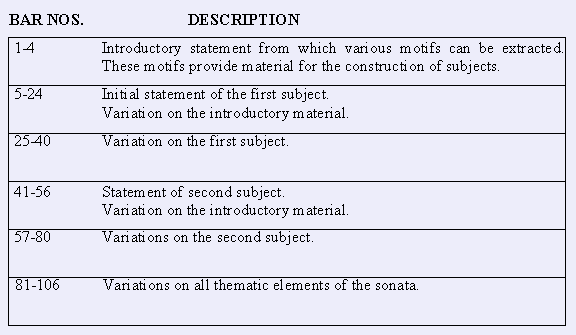 BAR NOS. DESCRIPTION
1-4 Introductory statement from which various motifs can be extracted.
These motifs provide material for the construction of subjects.
5-24 Initial statement of the first subject.
Variation on the introductory material.
25-40 Variation on the first subject.
41-56 Statement of second subject.
Variation on the introductory material.
57-80 Variations on the second subject.
81-106 Variations on all thematic elements of the sonata.